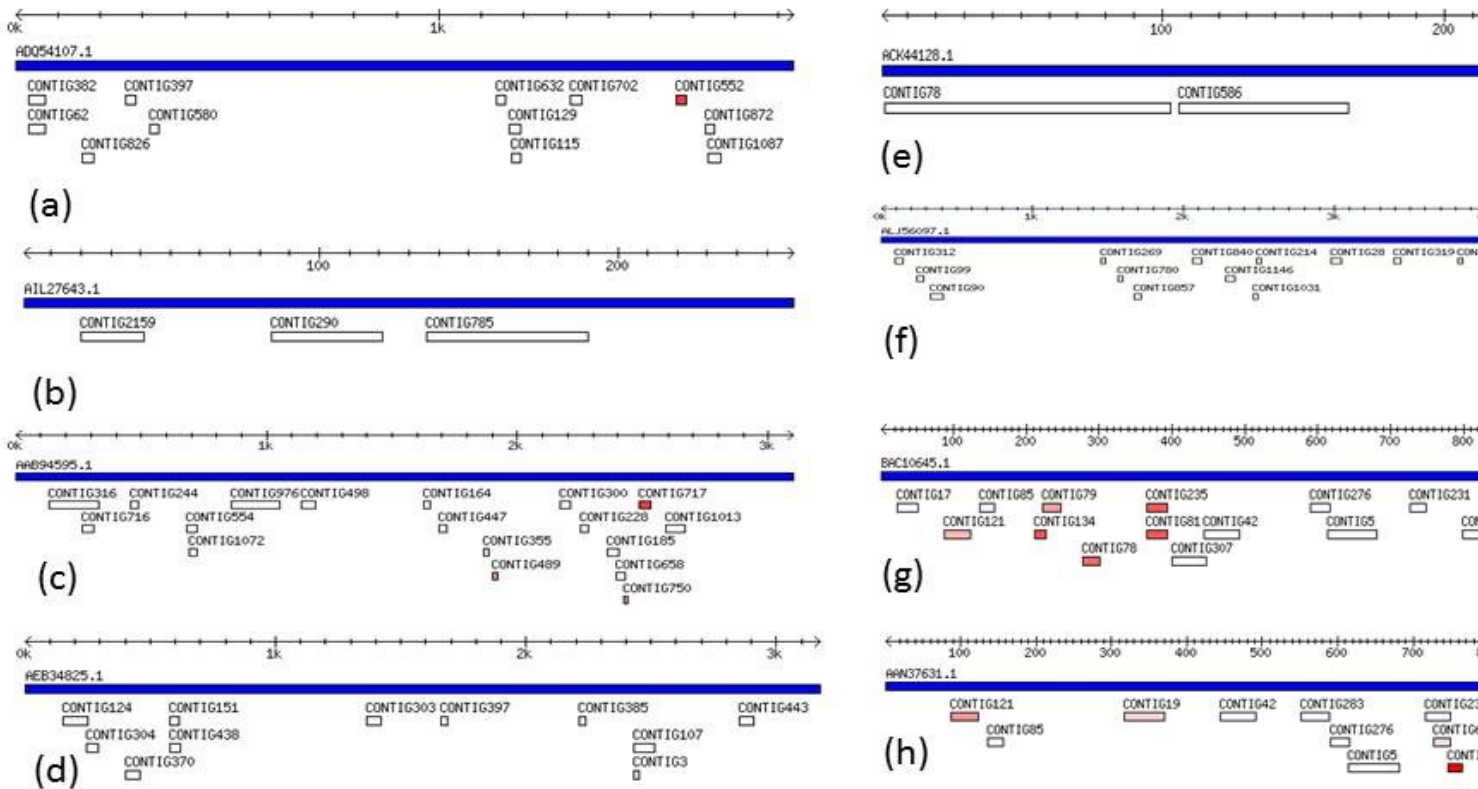 0k 1k
ADQ54107.1
CONTIG382 CONTIG397 CONTIG632 CONTIG702 CONTIG552
CONTIG62 CONTIG580 CONTIG129 CONTIG872
CONTIG826 CONTIG115 CONTIG1087
(a)
100 200
AIL27643.1
CONTIG2159 CONTIG290 CONTIG785
(b)
0k 1k 2k 3k
AAB94595.1
CONTIG316 CONTIG244 CONTIG976 CONTIG498 CONTIG164 CONTIG300 CONTIG717
CONTIG716 CONTIG554 CONTIG447 CONTIG228 CONTIG1013
CONTIG1072 CONTIG355 CONTIG185
CONTIG489 CONTIG658
CONTIG750
(c)
0k 1k 2k 3k
AEB34825.1
CONTIG124 CONTIG151 CONTIG303 CONTIG397 CONTIG385 CONTIG443
CONTIG304 CONTIG438 CONTIG107
CONTIG370 CONTIG3
(d)
100 200
ACK44128.1
CONTIG78 CONTIG586
(e)
0k 1k 2k 3k
ALJ56097.1
CONTIG312 CONTIG269 CONTIG840 CONTIG214 CONTIG28 CONTIG319
CONTIG99 CONTIG780 CONTIG1146
CONTIG90 CONTIG857 CONTIG1031
(f)
100 200 300 400 500 600 700 800
BAC10645.1
CONTIG17 CONTIG85 CONTIG79 CONTIG235 CONTIG276 CONTIG231
CONTIG121 CONTIG134 CONTIG81 CONTIG42 CONTIG5
CONTIG78 CONTIG307
(g)
100 200 300 400 500 600 700
AAN37631.1
CONTIG121 CONTIG19 CONTIG42 CONTIG283
CONTIG85 CONTIG276
CONTIG5
(h)